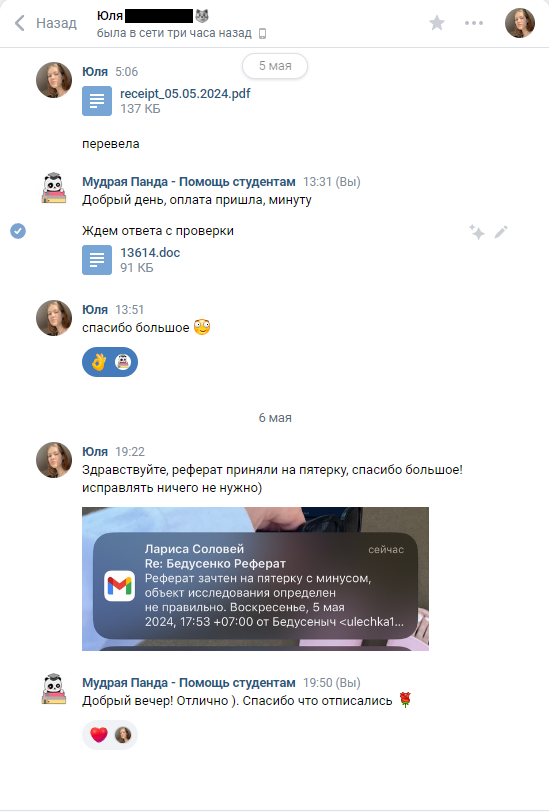 Назад
Юля
была в сети три часа назад
5 мая
Юля 5:06
receipt_05.05.2024.pdf
137 КБ
перевела
Мудрая Панда - Помощь студентам 13:31 (Вы)
Добрый день, оплата пришла, минуту
Ждем ответа с проверки
13614.doc
91 КБ
Юля 13:51
спасибо большое 😳
6 мая
Юля 19:22
Здравствуйте, реферат приняли на пятерку, спасибо большое!
исправлять ничего не нужно)
Лариса Соловей сейчас
Re: Бедусенко Реферат
Реферат зачтен на пятерку с минусом,
объект исследования определен
не правильно. Воскресенье, 5 мая
2024, 17:53 +07:00 от Бедусеныч <ulechka1...
Мудрая Панда - Помощь студентам 19:50 (Вы)
Добрый вечер! Отлично ). Спасибо что отписались 🌹